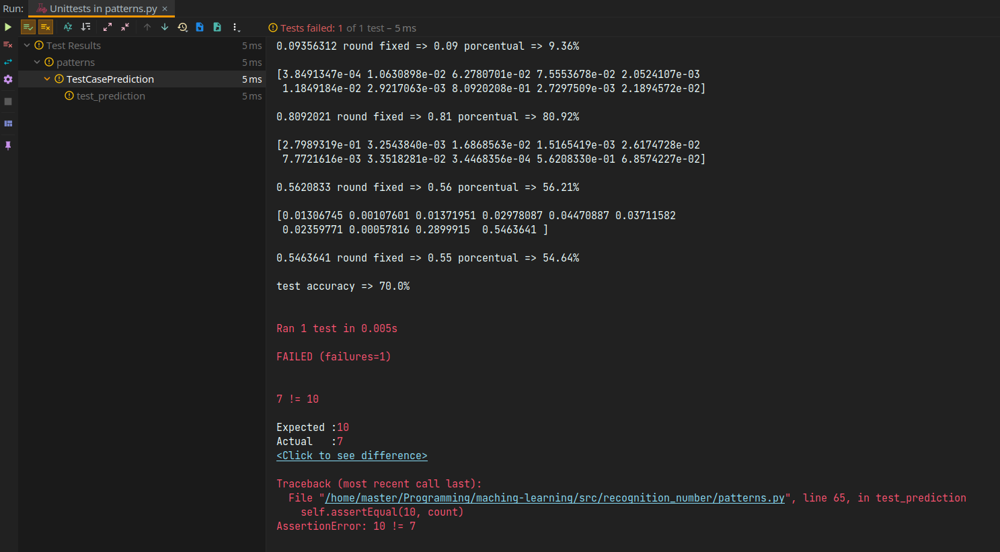 Run: Unittests in patterns.py ×
Tests failed: 1 of 1 test – 5 ms
Test Results 5 ms
patterns 5 ms
TestCasePrediction 5 ms
test_prediction 5 ms
0.09356312 round fixed => 0.09 porcentual => 9.36%
[3.8491347e-04 1.0630898e-02 6.2780701e-02 7.5553678e-02 2.0524107e-03
1.1849184e-02 2.9217063e-03 8.0920208e-01 2.7297509e-03 2.1894572e-02]
0.8092021 round fixed => 0.81 porcentual => 80.92%
[2.7989319e-01 3.2543840e-03 1.6868563e-02 1.5165419e-03 2.6174728e-02
7.7721616e-03 3.3518281e-02 3.4468356e-04 5.6208330e-01 6.8574227e-02]
0.5620833 round fixed => 0.56 porcentual => 56.21%
[0.01306745 0.00107601 0.01371951 0.02978087 0.04470887 0.03711582
0.02359771 0.00057816 0.2899915  0.5463641 ]
0.5463641 round fixed => 0.55 porcentual => 54.64%
test accuracy => 70.0%
Ran 1 test in 0.005s
FAILED (failures=1)
7 != 10
Expected :10
Actual   :7
<Click to see difference>
Traceback (most recent call last):
File "/home/master/Programming/maching-learning/src/recognition_number/patterns.py", line 65, in test_prediction
self.assertEqual(10, count)
AssertionError: 10 != 7